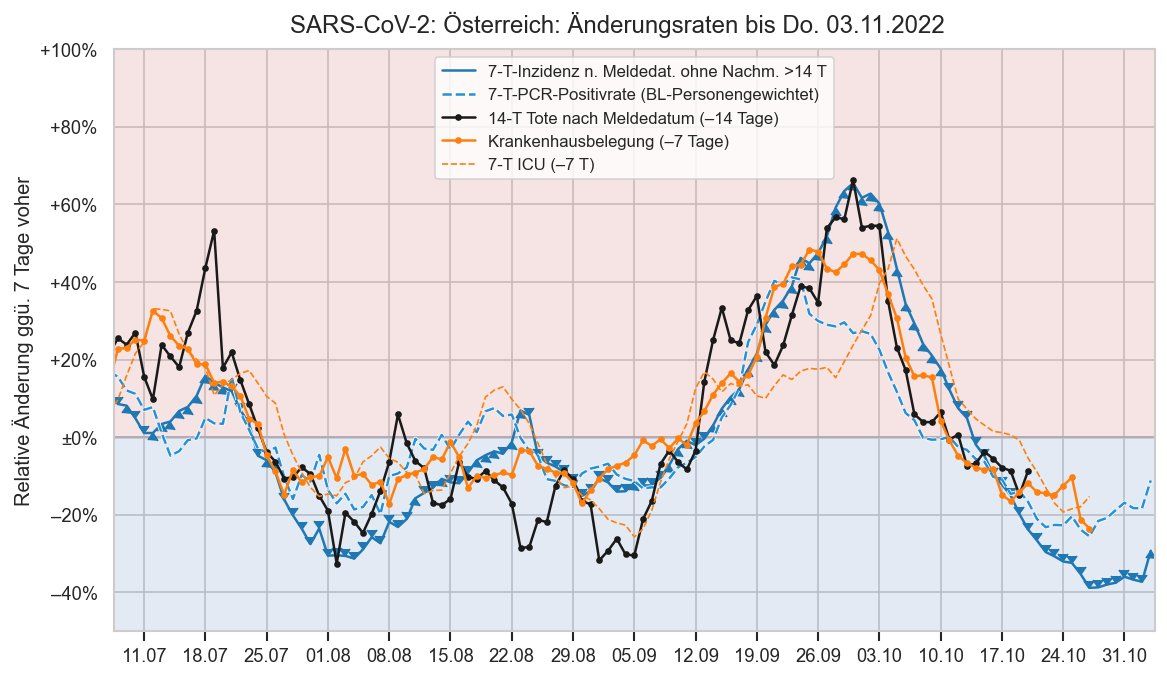 SARS-CoV-2: Österreich: Änderungsraten bis Do. 03.11.2022
Relative Änderung ggü. 7 Tage voher
+100%
+80%
+60%
+40%
+20%
±0%
–20%
–40%
7-T-Inzidenz n. Meldedat. ohne Nachm. >14 T
7-T-PCR-Positivrate (BL-Personengewichtet)
14-T Tote nach Meldedatum (–14 Tage)
Krankenhausbelegung (–7 Tage)
7-T ICU (–7 T)
11.07 18.07 25.07 01.08 08.08 15.08 22.08 29.08 05.09 12.09 19.09 26.09 03.10 10.10 17.10 24.10 31.10